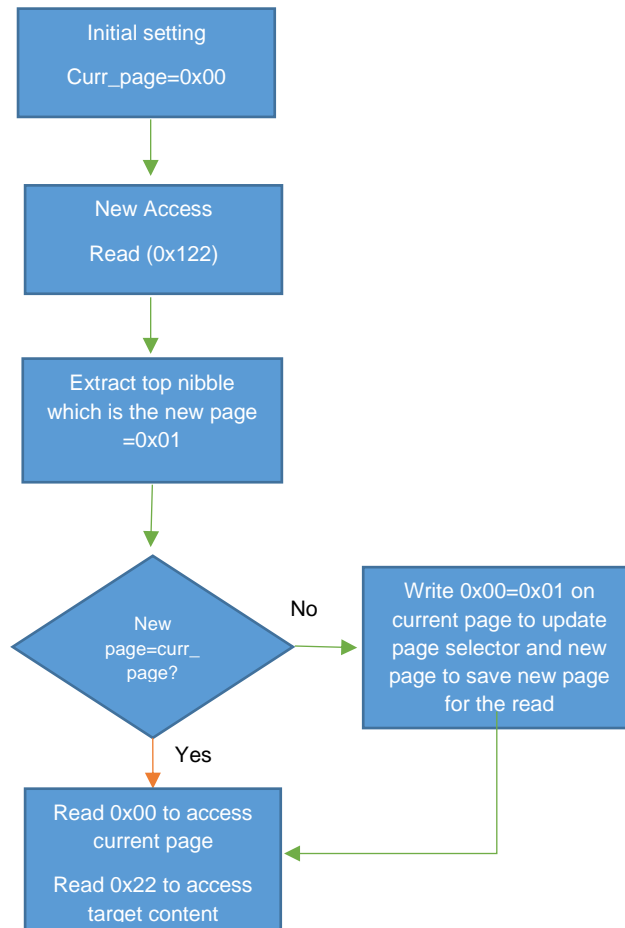 Initial setting
Curr_page=0x00
New Access
Read (0x122)
Extract top nibble
which is the new page
=0x01
New
page=curr_
page?
No
Write 0x00=0x01 on
current page to update
page selector and new
page to save new page
for the read
Yes
Read 0x00 to access
current page
Read 0x22 to access
target content